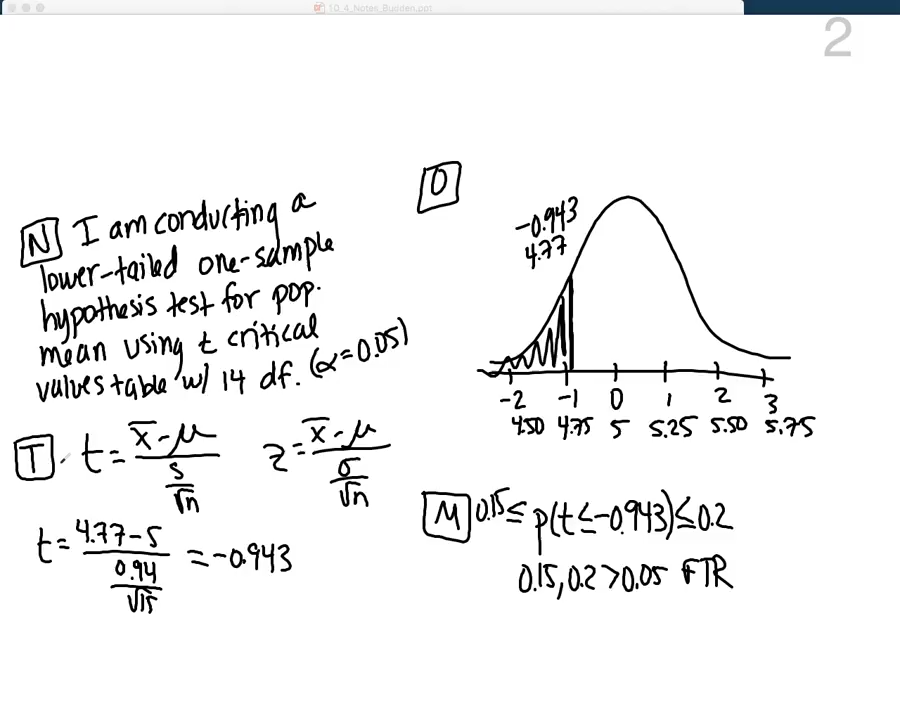 10_4_Notes_Busden.ppt
2
N I am conducting a
lower-tailed one-sample
hypothesis test for pop.
mean using t critical
values table w/ 14 df. (α=0.05)
T . t = x̄-μ / (s/√n) z = x̄-μ / (σ/√n)
t = 4.77-5 / (0.94/√15) = -0.943
O
-0.943
4.77
-2 -1 0 1 2 3
4.50 4.75 5 5.25 5.50 5.75
M 0.15 ≤ p(t ≤ -0.943) ≤ 0.2
0.15, 0.2 > 0.05 FTR